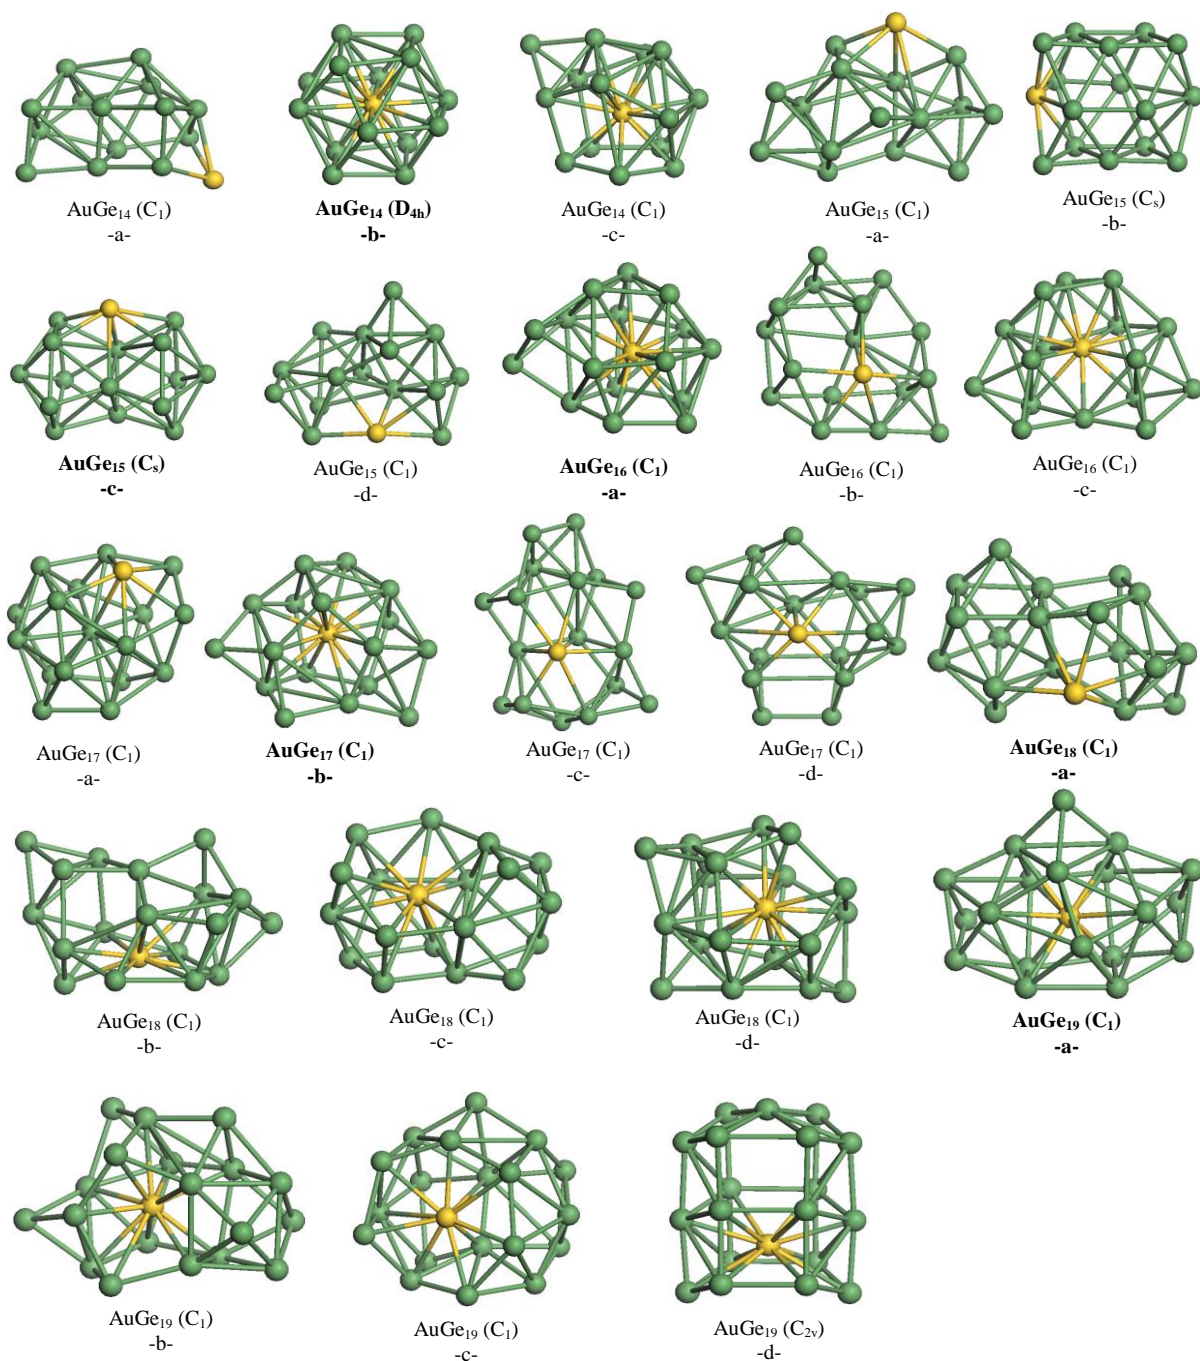 AuGe₁₄ (C₁)
-a-
AuGe₁₄ (D₄ₕ)
-b-
AuGe₁₄ (C₁)
-c-
AuGe₁₅ (C₁)
-a-
AuGe₁₅ (Cₛ)
-b-
AuGe₁₅ (Cₛ)
-c-
AuGe₁₅ (C₁)
-d-
AuGe₁₆ (C₁)
-a-
AuGe₁₆ (C₁)
-b-
AuGe₁₆ (C₁)
-c-
AuGe₁₇ (C₁)
-a-
AuGe₁₇ (C₁)
-b-
AuGe₁₇ (C₁)
-c-
AuGe₁₇ (C₁)
-d-
AuGe₁₈ (C₁)
-a-
AuGe₁₈ (C₁)
-b-
AuGe₁₈ (C₁)
-c-
AuGe₁₈ (C₁)
-d-
AuGe₁₉ (C₁)
-a-
AuGe₁₉ (C₁)
-b-
AuGe₁₉ (C₁)
-c-
AuGe₁₉ (C₂ᵥ)
-d-